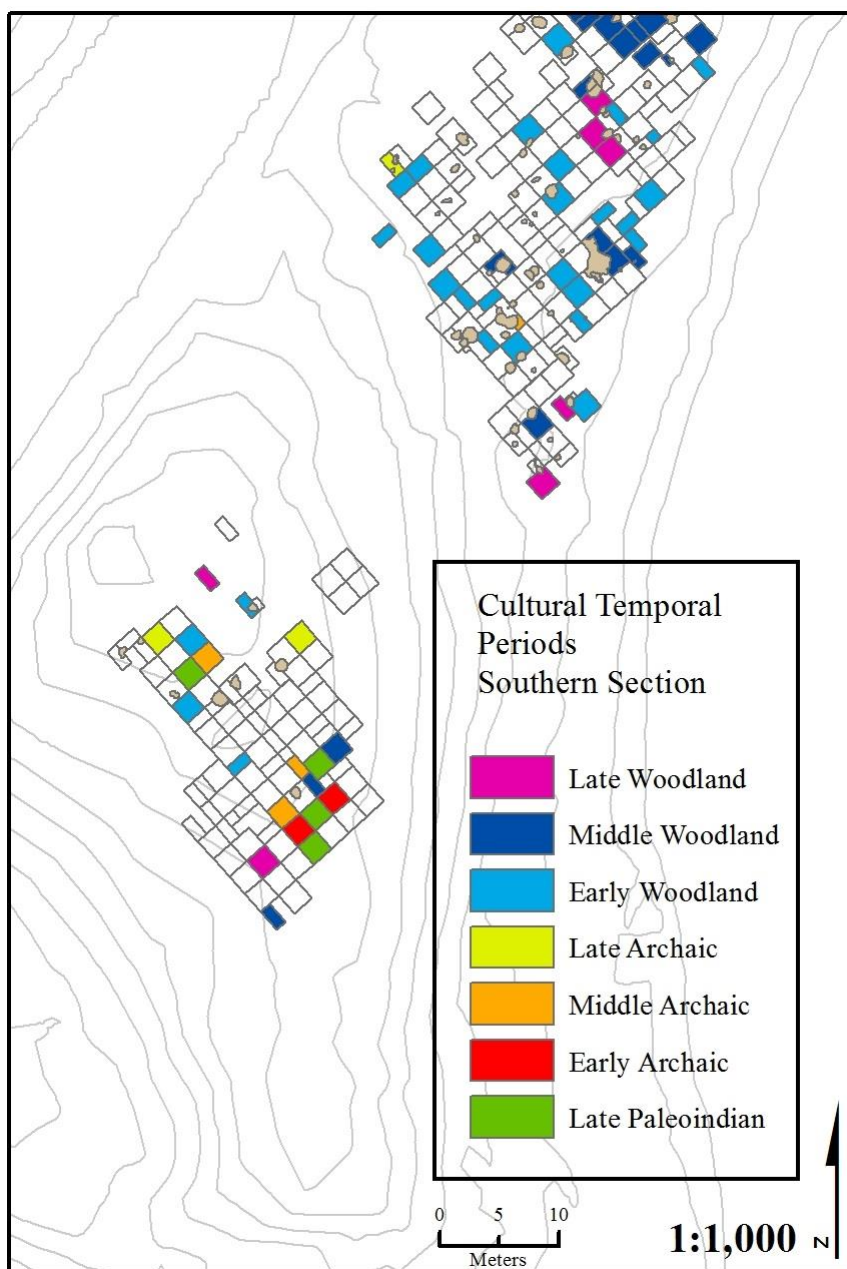 Cultural Temporal
Periods
Southern Section
Late Woodland
Middle Woodland
Early Woodland
Late Archaic
Middle Archaic
Early Archaic
Late Paleoindian
0 5 10
Meters
1:1,000
N